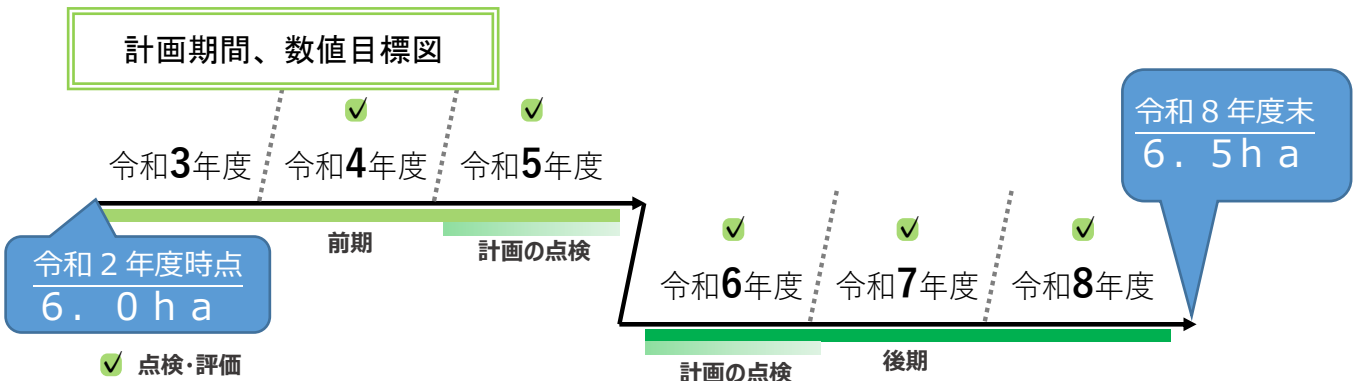 計画期間、数値目標図
令和3年度
令和4年度
令和5年度
令和8年度末
6．5ha
前期
計画の点検
令和2年度時点
6．0ha
令和6年度
令和7年度
令和8年度
点検・評価
計画の点検
後期